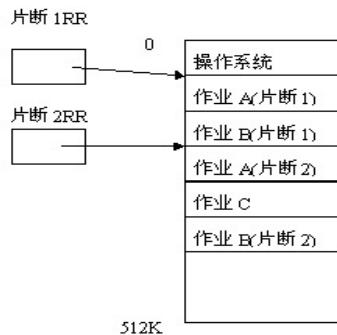 片断 1RR
0
操作系统
作业 A(片断 1)
片断 2RR
作业 B(片断 1)
作业 A(片断 2)
作业 C
作业 B(片断 2)
512K